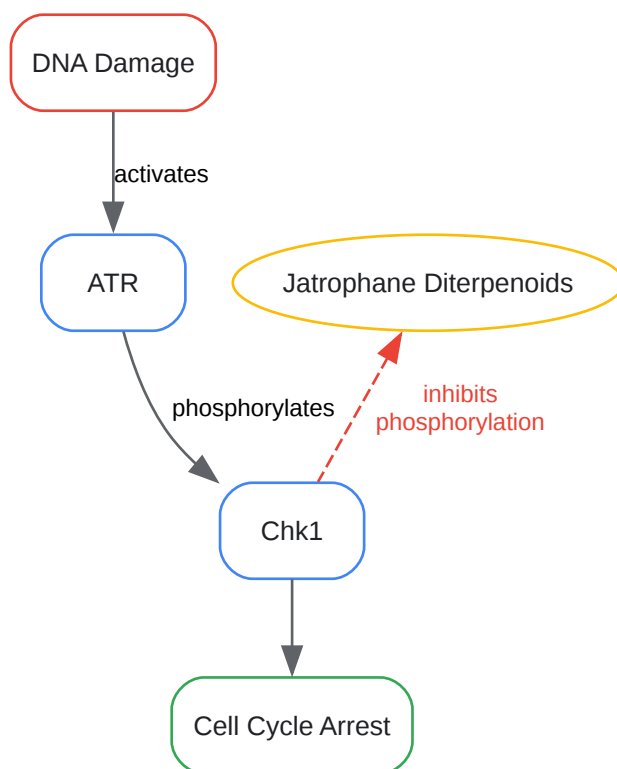 DNA Damage
activates
ATR
Jatrophane Diterpenoids
phosphorylates
inhibits
phosphorylation
Chk1
Cell Cycle Arrest